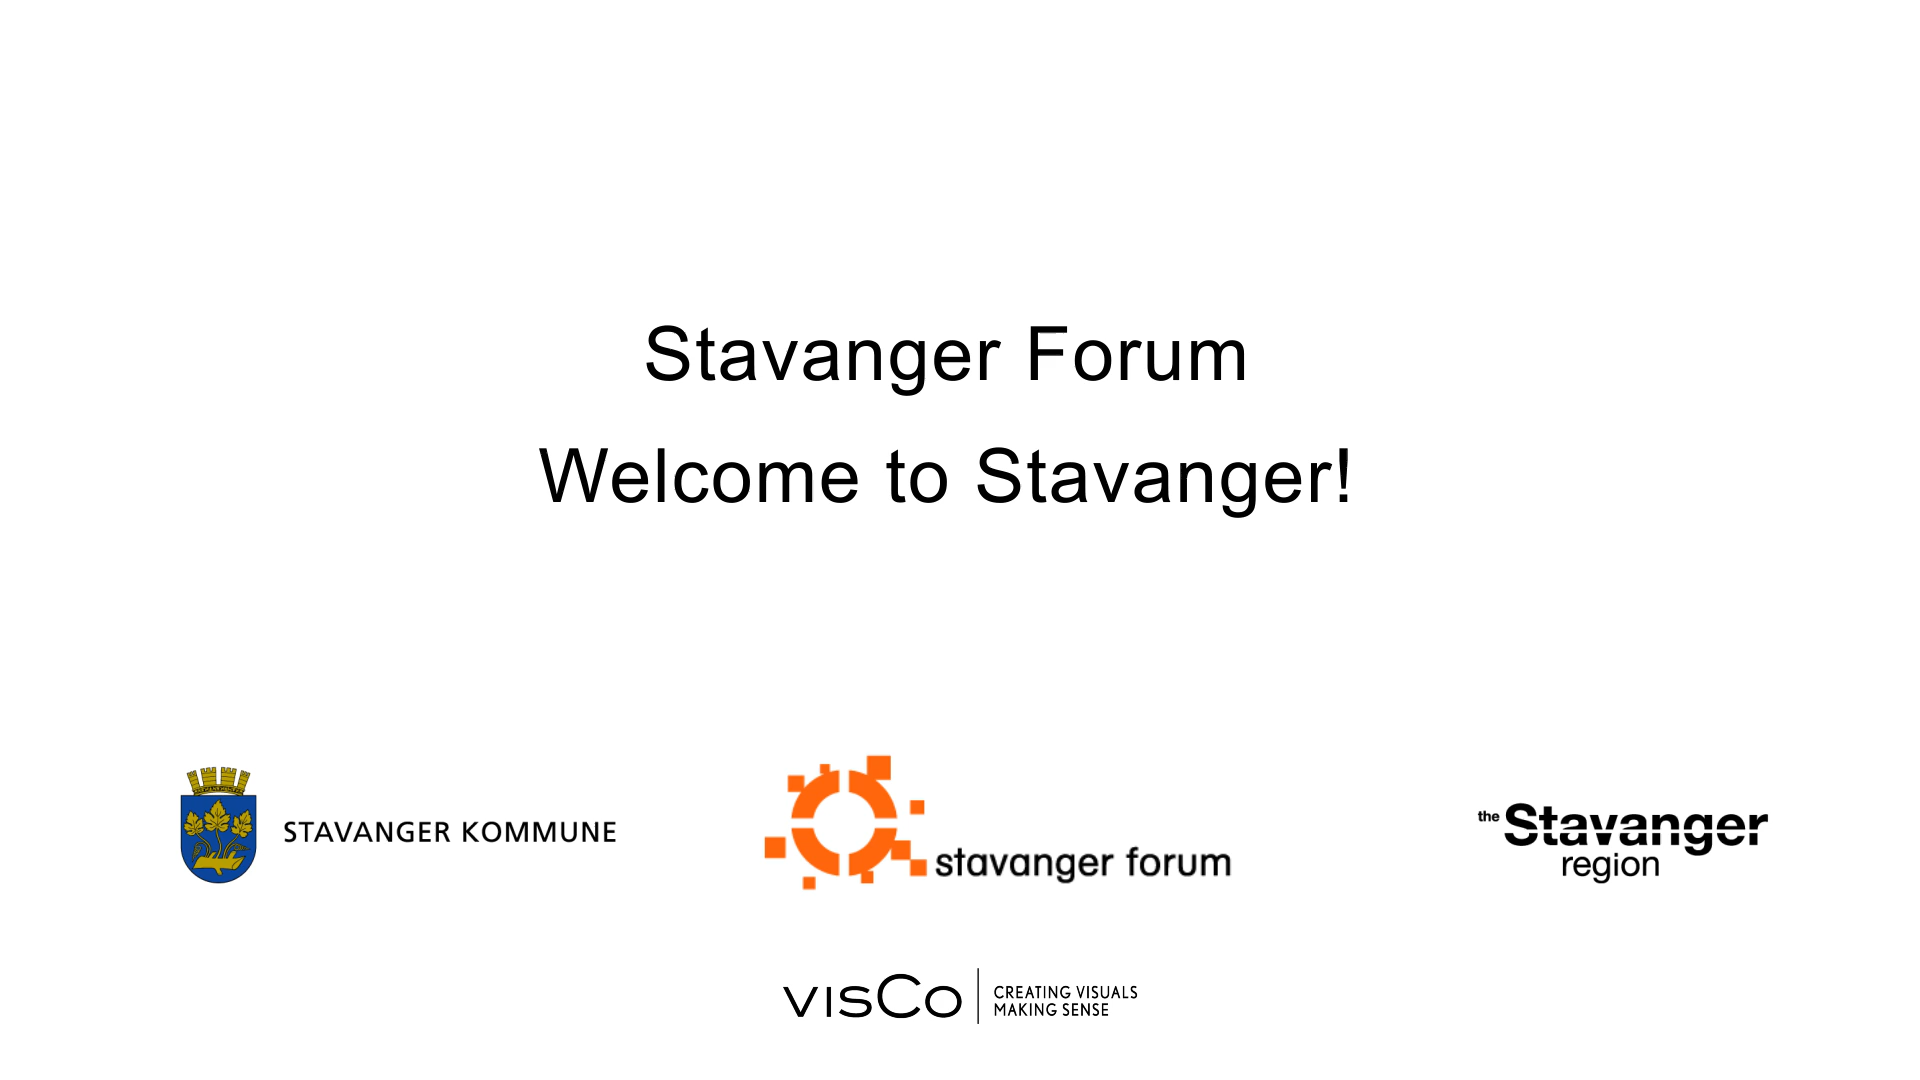 Stavanger Forum
Welcome to Stavanger!
STAVANGER KOMMUNE
stavanger forum
the Stavanger
region
visCo
CREATING VISUALS
MAKING SENSE